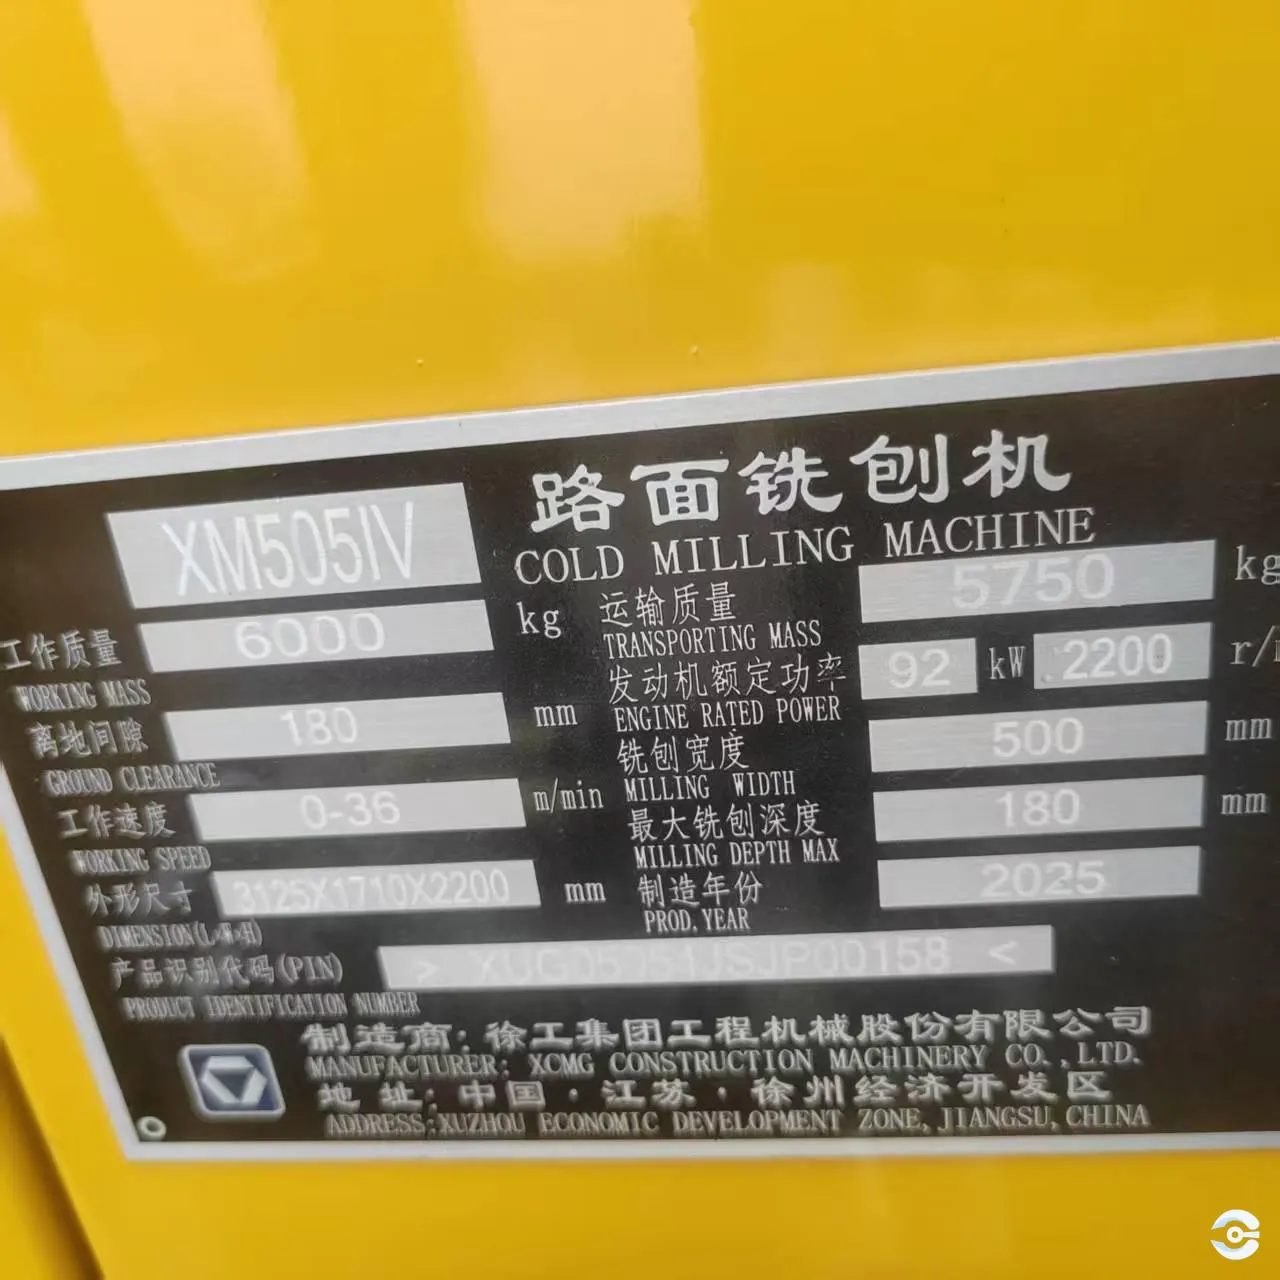 路面铣刨机
XM505IV
COLD MILLING MACHINE
工作质量 6000 kg
WORKING MASS
运输质量 5750 kg
TRANSPORTING MASS
离地间隙 180 mm
GROUND CLEARANCE
发动机额定功率 92 kW 2200
ENGINE RATED POWER
工作速度 0-36 m/min
WORKING SPEED
铣刨宽度 500 mm
MILLING WIDTH
外形尺寸 3125X1710X2200 mm
DIMENSION(L×W×H)
最大铣刨深度 180 mm
MILLING DEPTH MAX
制造年份 2025
PROD. YEAR
产品识别代码(PIN)
PRODUCT IDENTIFICATION NUMBER
制造商: 徐工集团工程机械股份有限公司
MANUFACTURER: XCMG CONSTRUCTION MACHINERY CO.,LTD.
地 址: 中国·江苏·徐州经济开发区
ADDRESS:XUZHOU ECONOMIC DEVELOPMENT ZONE,JIANGSU,CHINA